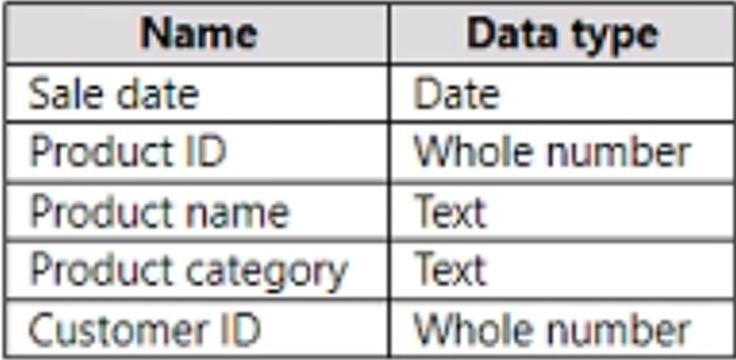 Name Data type
Sale date Date
Product ID Whole number
Product name Text
Product category Text
Customer ID Whole number